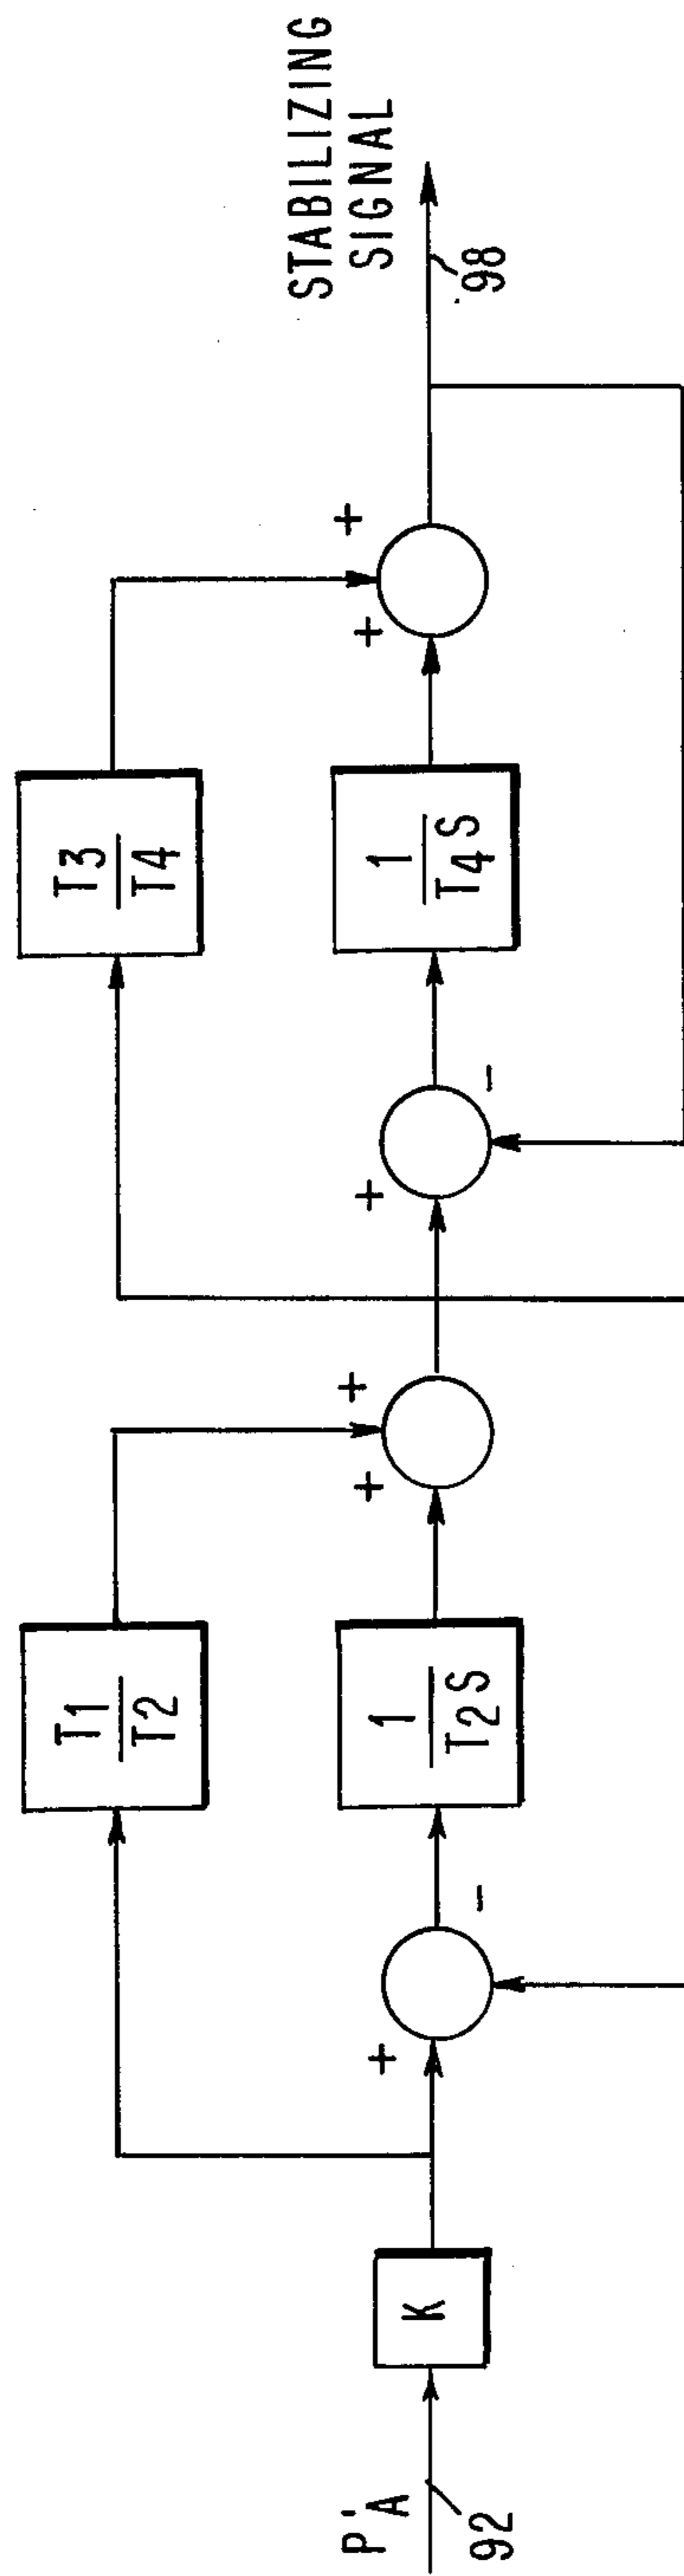 P'A
92
K
+
-
T1
T2
1
T2S
+
+
+
-
T3
T4
1
T4S
+
+
STABILIZING
SIGNAL
98